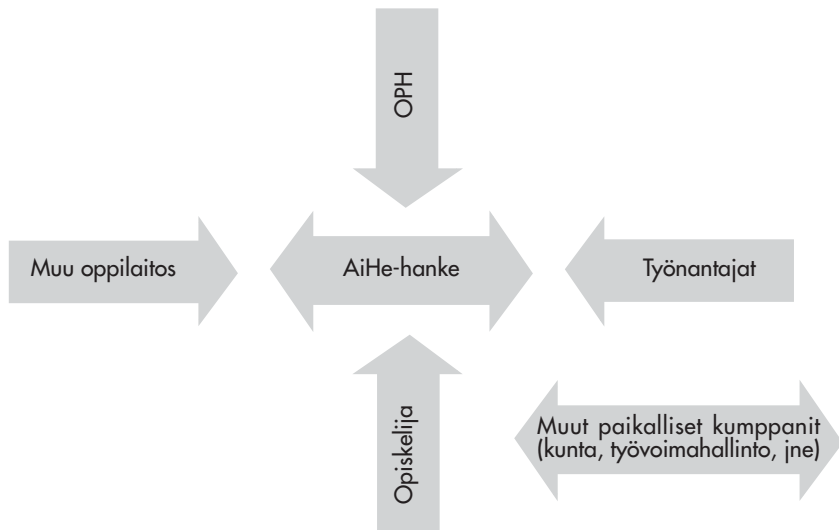 OPH
Muu oppilaitos
AiHe-hanke
Työnantajat
Opiskelija
Muut paikalliset kumppanit
(kunta, työvoimahallinto, jne)